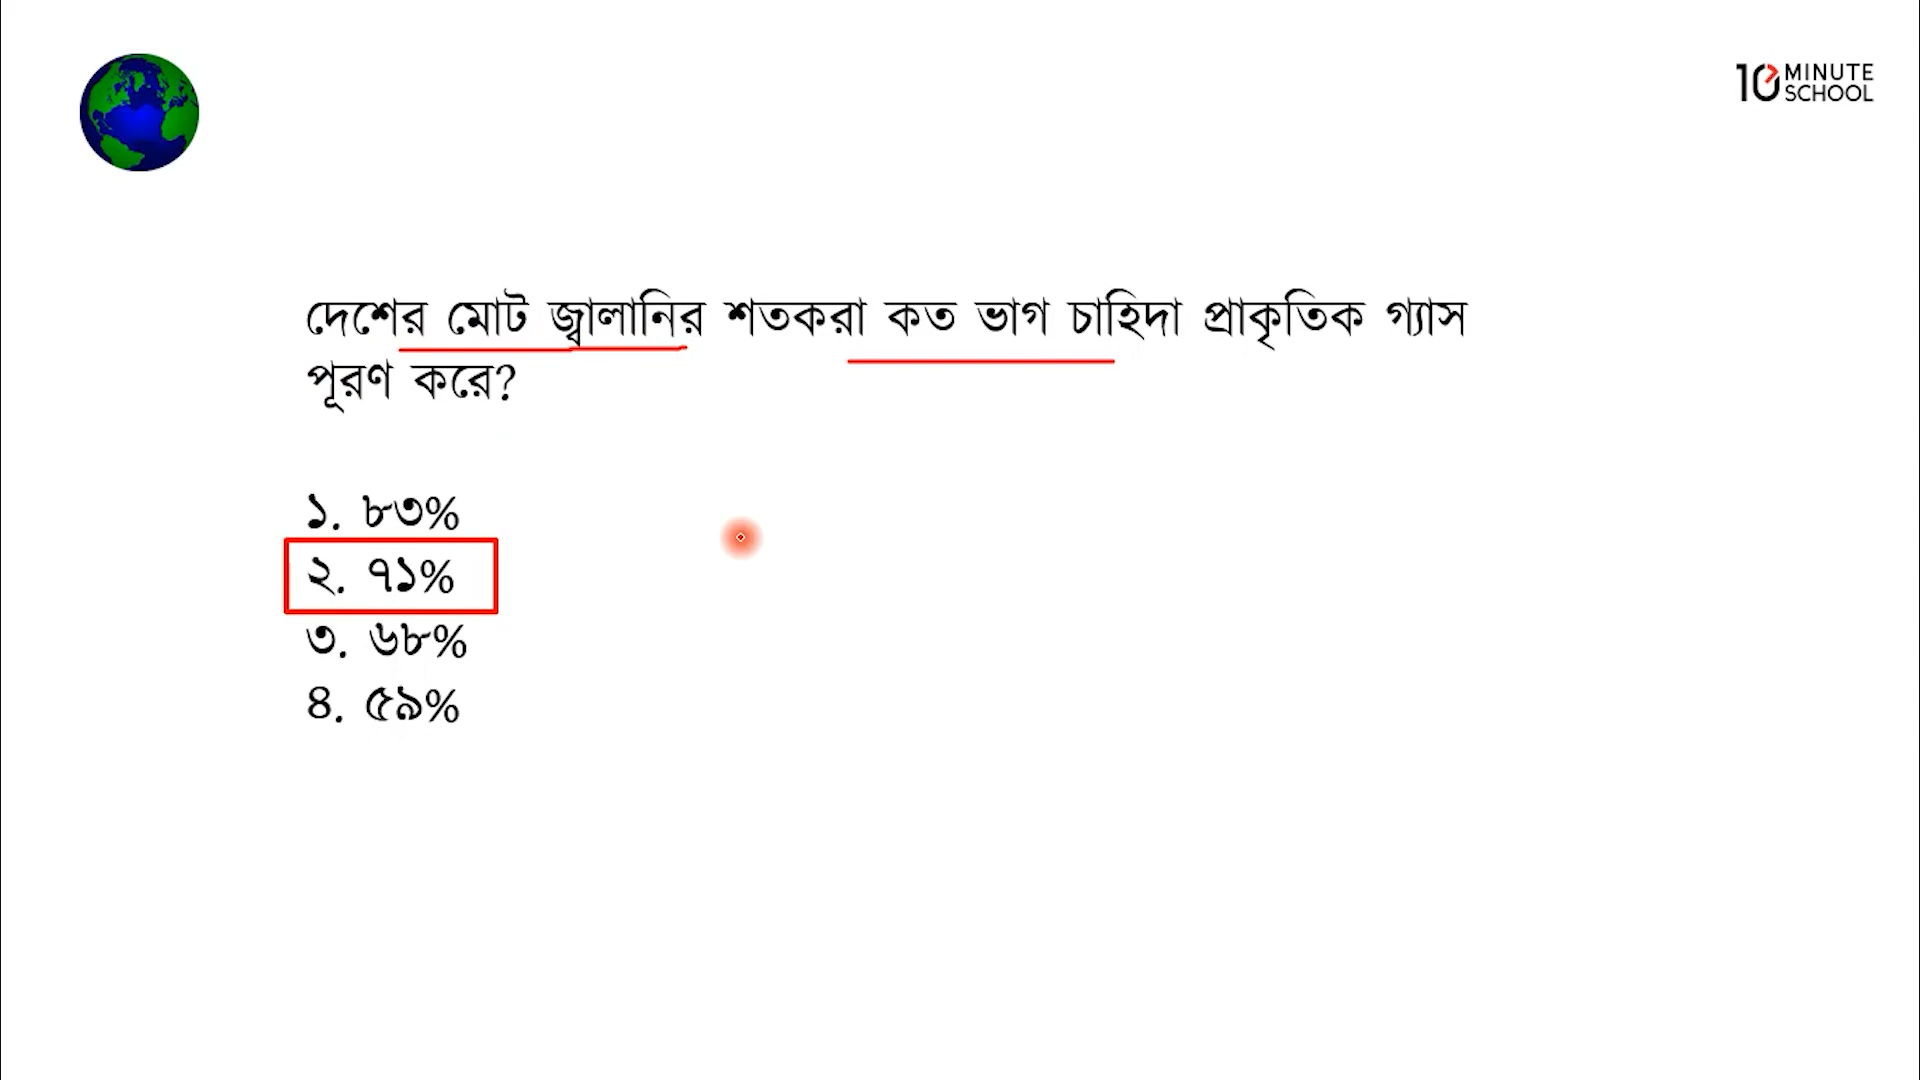 10 MINUTE SCHOOL
দেশের মোট জ্বালানির শতকরা কত ভাগ চাহিদা প্রাকৃতিক গ্যাস
পূরণ করে?
১. ৮৩%
২. ৭১%
৩. ৬৮%
৪. ৫৯%